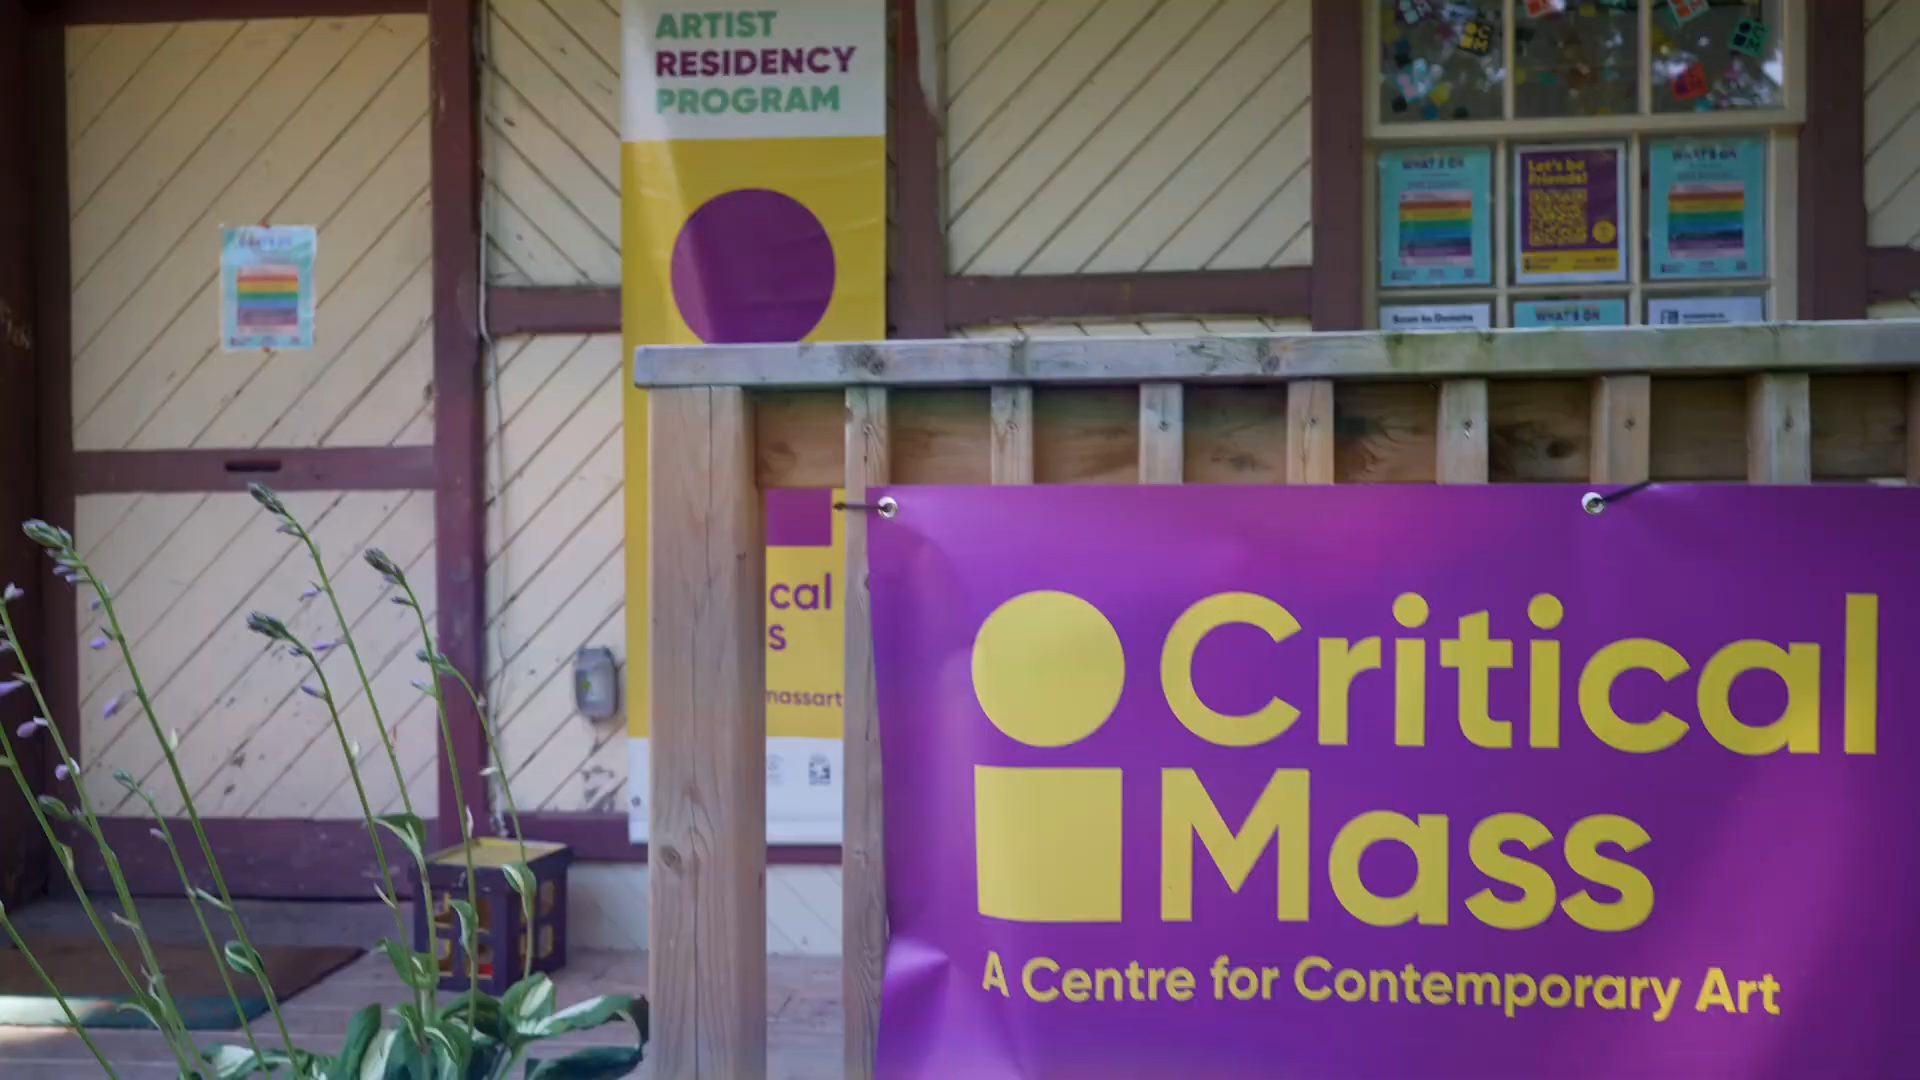 ARTIST
RESIDENCY
PROGRAM
WHAT'S ON
Let's be
friends!
WHAT'S ON
WHAT'S ON
cal
s
massart
Critical
Mass
A Centre for Contemporary Art